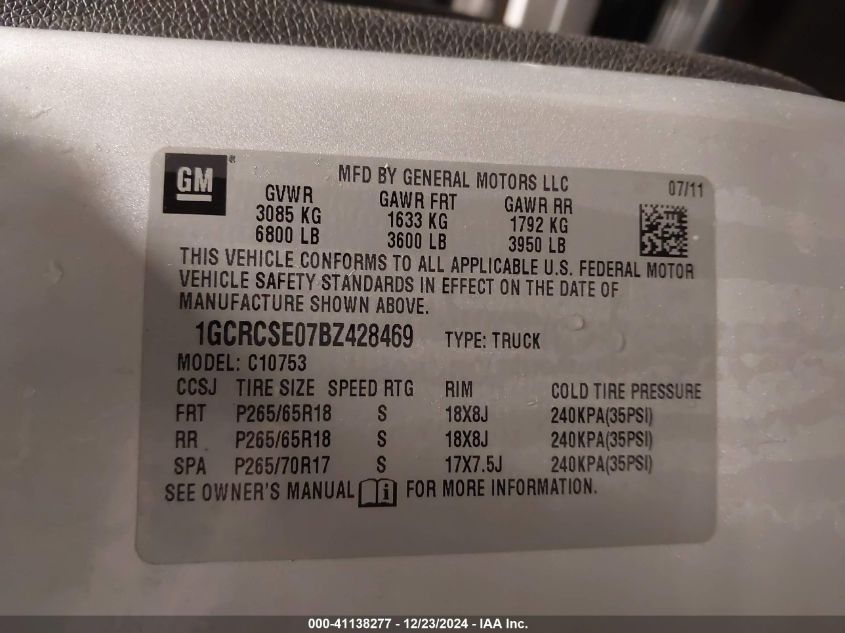 GM MFD BY GENERAL MOTORS LLC 07/11
GVWR GAWR FRT GAWR RR
3085 KG 1633 KG 1792 KG
6800 LB 3600 LB 3950 LB
THIS VEHICLE CONFORMS TO ALL APPLICABLE U.S. FEDERAL MOTOR
VEHICLE SAFETY STANDARDS IN EFFECT ON THE DATE OF
MANUFACTURE SHOWN ABOVE.
1GCRCSE07BZ428469 TYPE: TRUCK
MODEL: C10753
CCSJ TIRE SIZE SPEED RTG RIM COLD TIRE PRESSURE
FRT P265/65R18 S 18X8J 240KPA(35PSI)
RR P265/65R18 S 18X8J 240KPA(35PSI)
SPA P265/70R17 S 17X7.5J 240KPA(35PSI)
SEE OWNER'S MANUAL i FOR MORE INFORMATION.
000-41138277 - 12/23/2024 - IAA Inc.